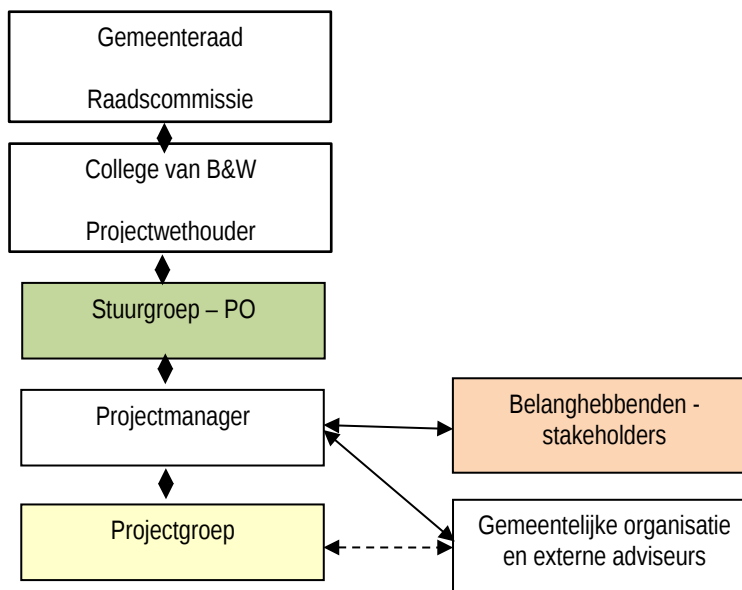 Gemeenteraad
Raadscommissie
College van B&W
Projectwethouder
Stuurgroep – PO
Projectmanager
Belanghebbenden -
stakeholders
Projectgroep
Gemeentelijke organisatie
en externe adviseurs